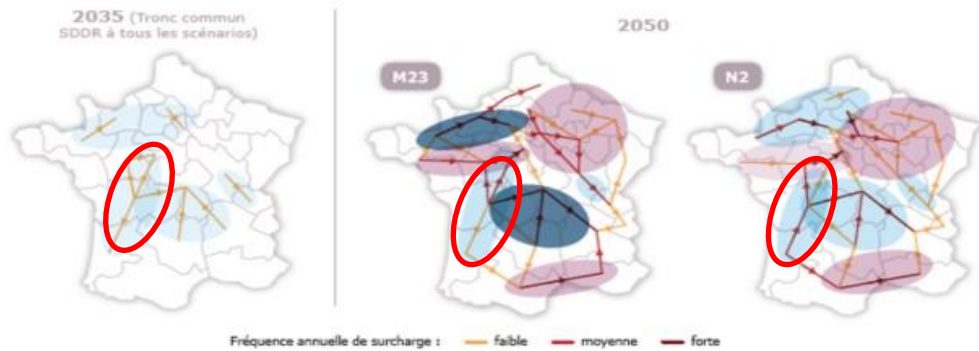 2035 (Tronc commun
SDDR à tous les scénarios)
2050
M23
N2
Fréquence annuelle de surcharge : faible moyenne forte